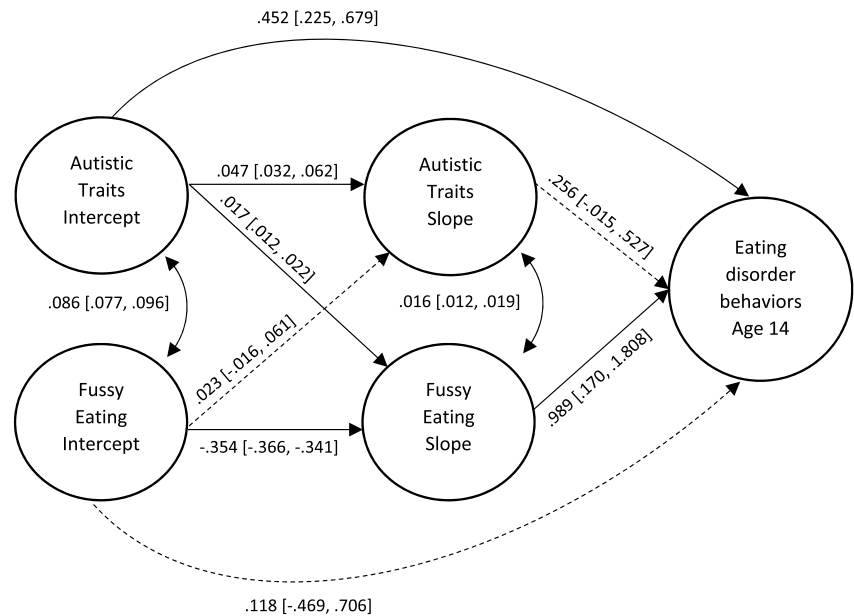 .452 [.225, .679]
Autistic
Traits
Intercept
.047 [.032, .062]
.017 [.012, .022]
Autistic
Traits
Slope
.256 [-.015, .527]
Eating
disorder
behaviors
Age 14
.086 [.077, .096]
.016 [.012, .019]
.023 [-.016, .061]
Fussy
Eating
Intercept
-.354 [-.366, -.341]
Fussy
Eating
Slope
.989 [.170, .1.808]
.118 [-.469, .706]